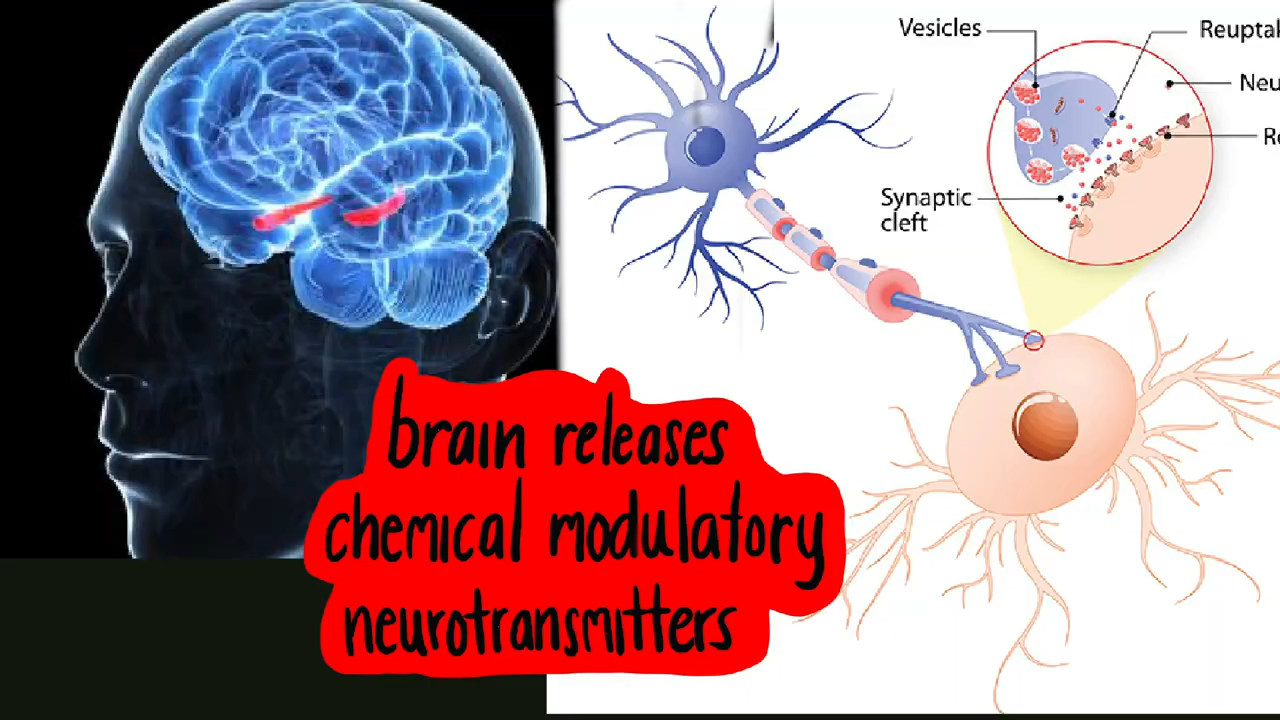 Vesicles
Synaptic
cleft
brain releases
chemical modulatory
neurotransmitters